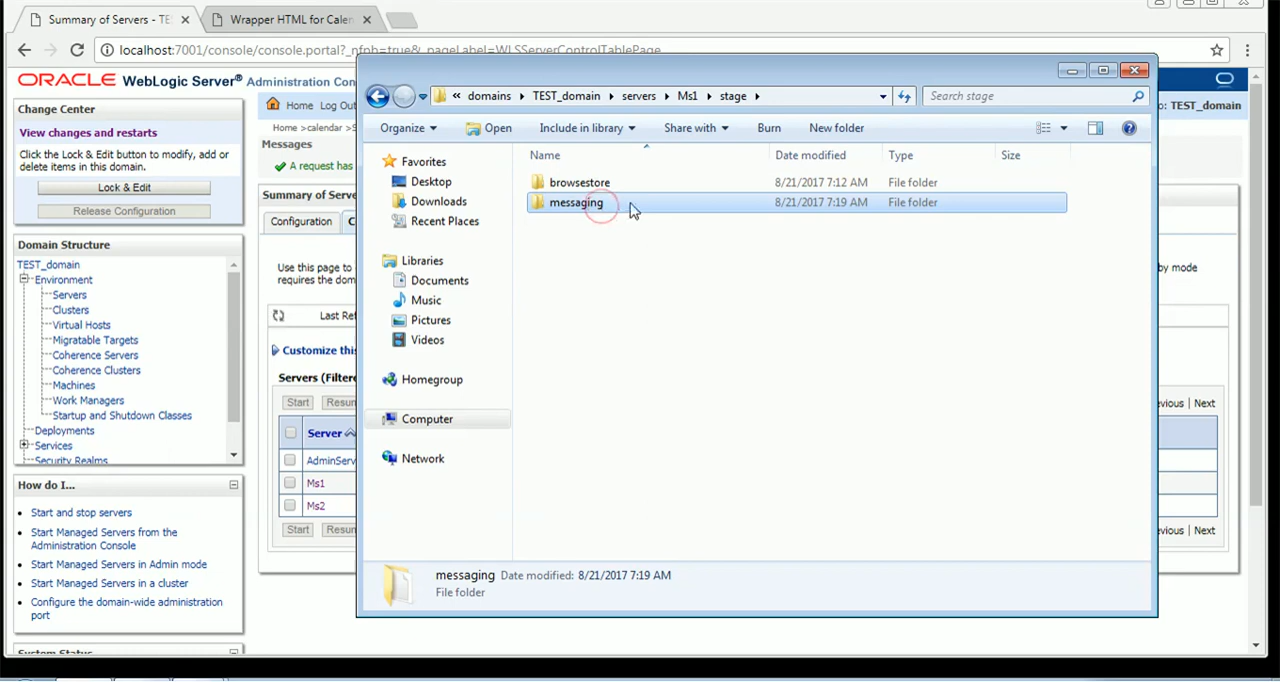 Summary of Servers - TE
Wrapper HTML for Calen
localhost:7001/console/console.portal?_nfpb=true&_pageLabel=WLSServerControlTablePage
ORACLE WebLogic Server® Administration Con
Change Center
View changes and restarts
Click the Lock & Edit button to modify, add or
delete items in this domain.
Lock & Edit
Release Configuration
Domain Structure
TEST_domain
Environment
Servers
Clusters
Virtual Hosts
Migratable Targets
Coherence Servers
Coherence Clusters
Machines
Work Managers
Startup and Shutdown Classes
Deployments
Services
Security Realms
How do I...
Start and stop servers
Start Managed Servers from the
Administration Console
Start Managed Servers in Admin mode
Start Managed Servers in a cluster
Configure the domain-wide administration
port
System Status
Home Log Out
Home >calendar >S
Messages
A request has
Summary of Serve
Configuration C
Use this page to
requires the dom
Last Ref
Customize this
Servers (Filtere
Start Resum
Server
AdminServ
Ms1
Ms2
Start Resum
o: TEST_domain
by mode
evious | Next
evious | Next
« domains TEST_domain servers Ms1 stage
Search stage
Organize Open Include in library Share with Burn New folder
Favorites
Desktop
Downloads
Recent Places
Libraries
Documents
Music
Pictures
Videos
Homegroup
Computer
Network
Name Date modified Type Size
browsestore 8/21/2017 7:12 AM File folder
messaging 8/21/2017 7:19 AM File folder
messaging Date modified: 8/21/2017 7:19 AM
File folder